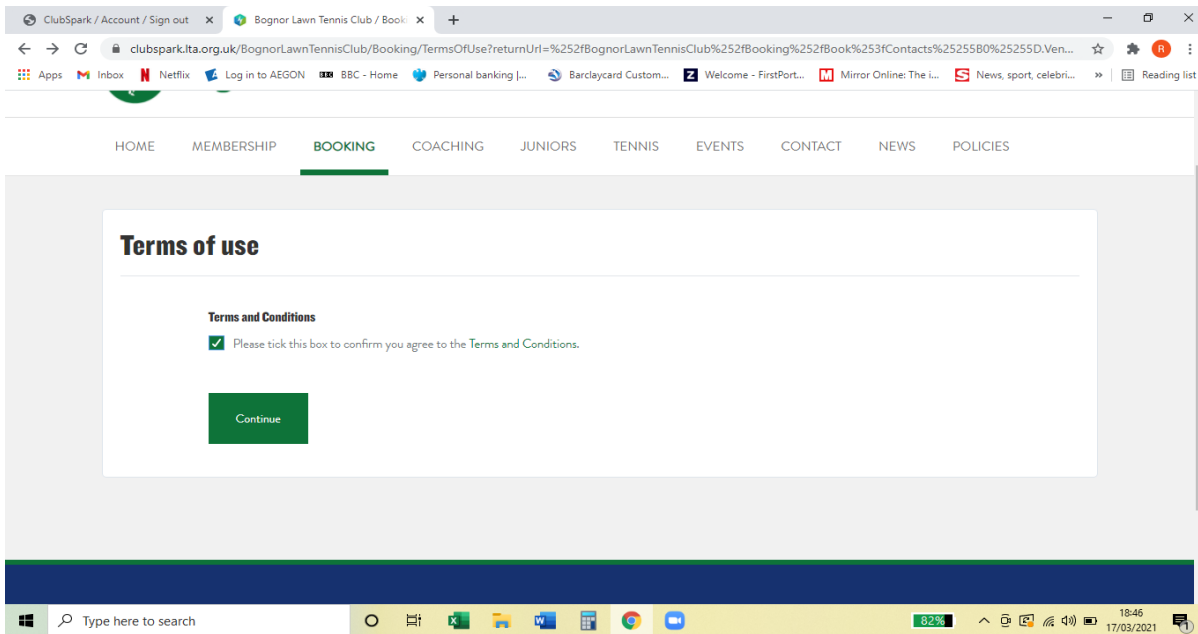 ClubSpark / Account / Sign out
Bognor Lawn Tennis Club / Booki
clubspark.lta.org.uk/BognorLawnTennisClub/Booking/TermsOfUse?returnUrl=%252fBognorLawnTennisClub%252fBooking%252fBook%253fContacts%25255B0%25255D.Ven...
R
Apps Inbox Netflix Log in to AEGON BBC - Home Personal banking |... Barclaycard Custom... Welcome - FirstPort... Mirror Online: The i... News, sport, celebri... » Reading list
HOME MEMBERSHIP BOOKING COACHING JUNIORS TENNIS EVENTS CONTACT NEWS POLICIES
Terms of use
Terms and Conditions
Please tick this box to confirm you agree to the Terms and Conditions.
Continue
Type here to search
82%
18:46
17/03/2021